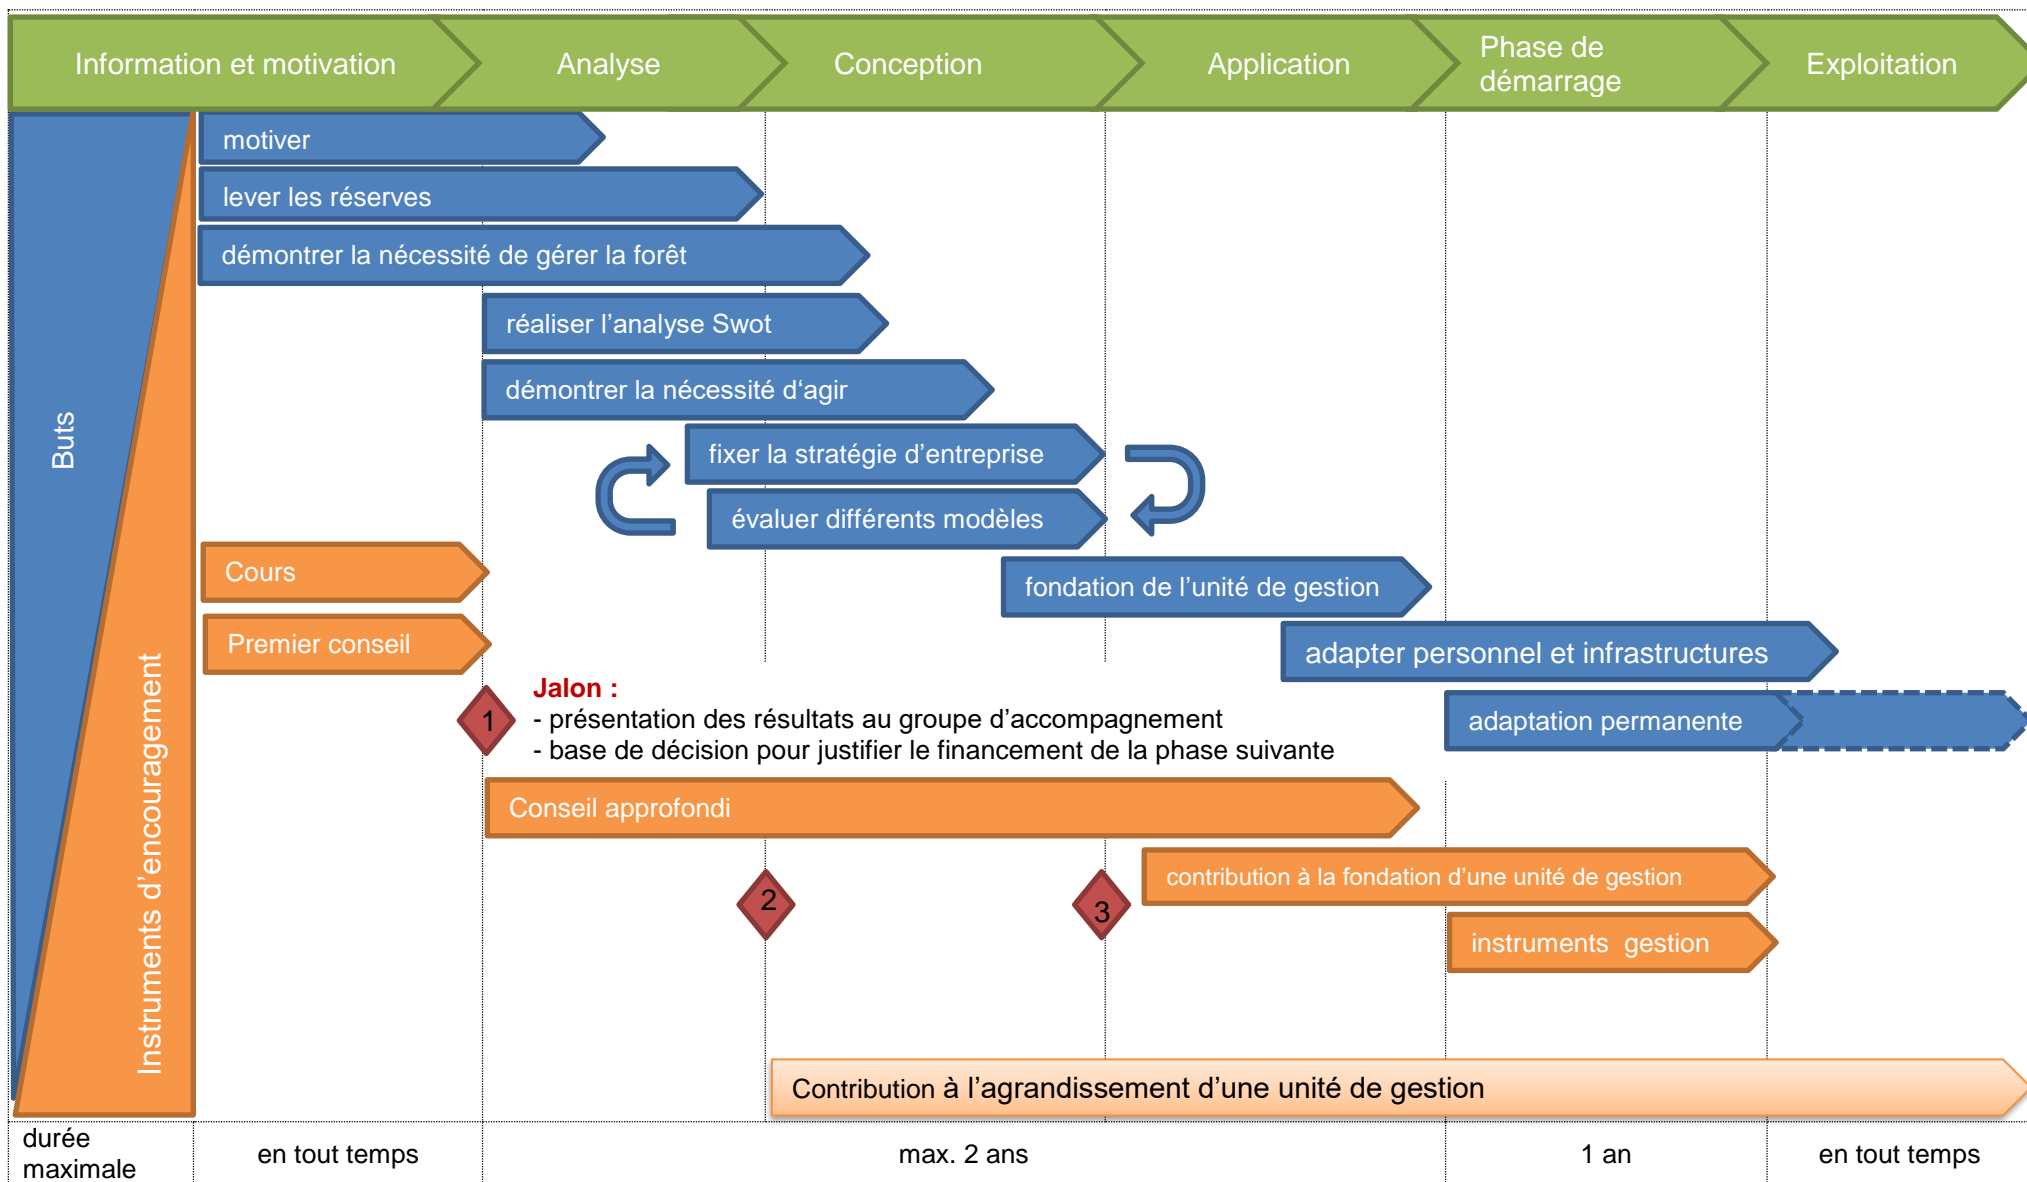 Information et motivation
Analyse
Conception
Application
Phase de
démarrage
Exploitation
motiver
lever les réserves
démontrer la nécessité de gérer la forêt
réaliser l’analyse Swot
démontrer la nécessité d‘agir
fixer la stratégie d’entreprise
évaluer différents modèles
Buts
Cours
fondation de l’unité de gestion
Premier conseil
adapter personnel et infrastructures
Instruments d’encouragement
1
Jalon :
- présentation des résultats au groupe d’accompagnement
- base de décision pour justifier le financement de la phase suivante
adaptation permanente
Conseil approfondi
contribution à la fondation d’une unité de gestion
2
3
instruments  gestion
Contribution à l’agrandissement d’une unité de gestion
durée
maximale
en tout temps
max. 2 ans
1 an
en tout temps